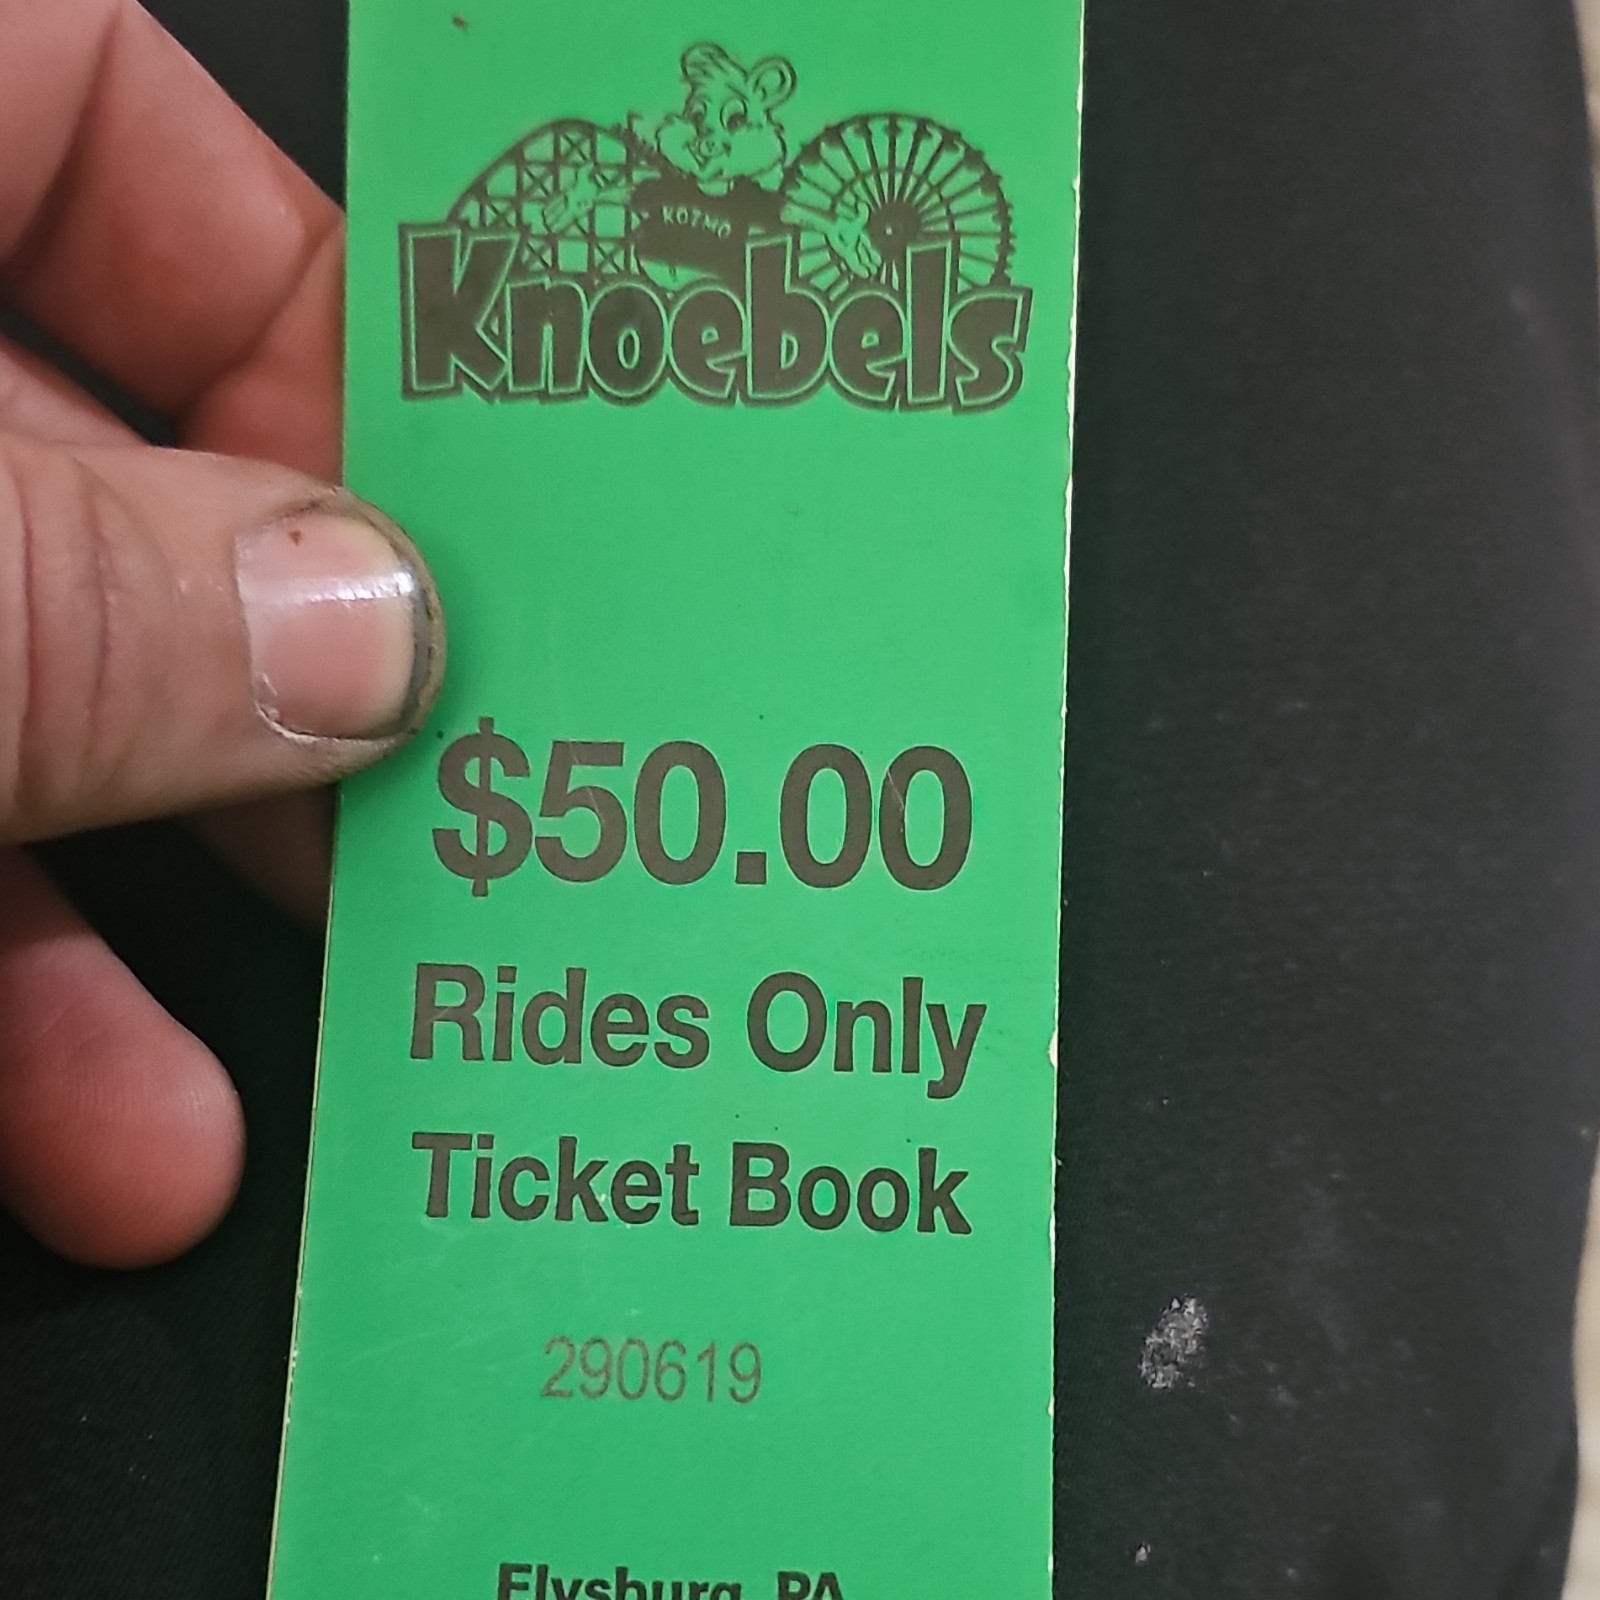 KOZMO
Knoebels
$50.00
Rides Only
Ticket Book
290619
Elysburg, PA